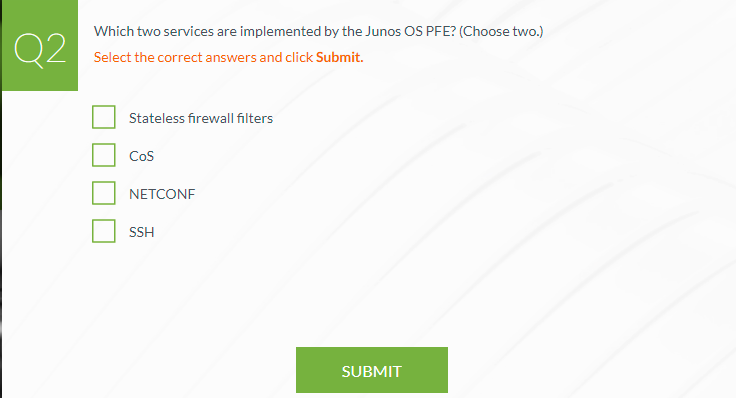 Q2
Which two services are implemented by the Junos OS PFE? (Choose two.)
Select the correct answers and click Submit.
Stateless firewall filters
CoS
NETCONF
SSH
SUBMIT